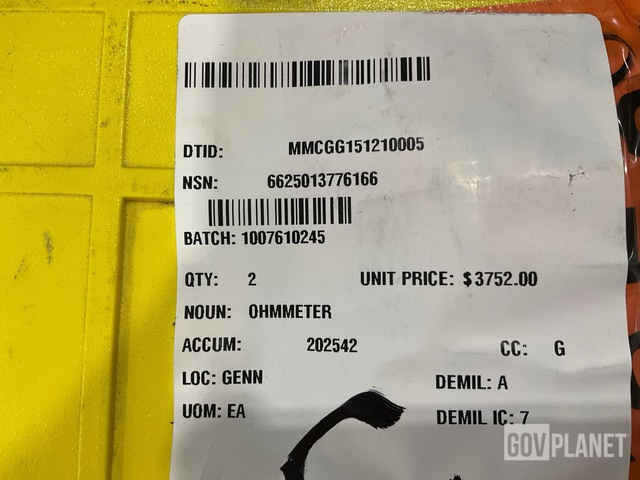 DTID: MMCGG151210005
NSN: 6625013776166
BATCH: 1007610245
QTY: 2 UNIT PRICE: $3752.00
NOUN: OHMMETER
ACCUM: 202542 CC: G
LOC: GENN DEMIL: A
UOM: EA DEMIL IC: 7
GOVPLANET